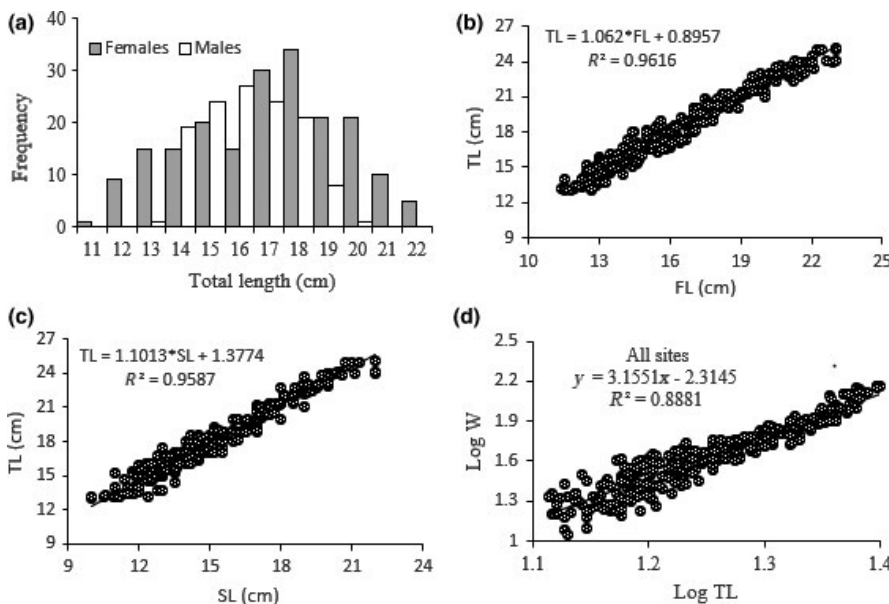 (a)
40
30
20
10
0
Frequency
Females Males
11 12 13 14 15 16 17 18 19 20 21 22
Total length (cm)
(b)
27
24
21
18
15
12
9
TL (cm)
TL = 1.062*FL + 0.8957
R² = 0.9616
10 13 16 19 22 25
FL (cm)
(c)
27
24
21
18
15
12
9
TL (cm)
TL = 1.1013*SL + 1.3774
R² = 0.9587
9 12 15 18 21 24
SL (cm)
(d)
2.5
2.2
1.9
1.6
1.3
1
Log W
All sites
y = 3.1551x - 2.3145
R² = 0.8881
1.1 1.2 1.3 1.4
Log TL